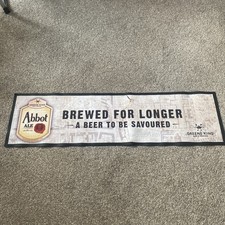 Abbot
ALE
BREWED FOR LONGER
A BEER TO BE SAVOURED
GREENE KING